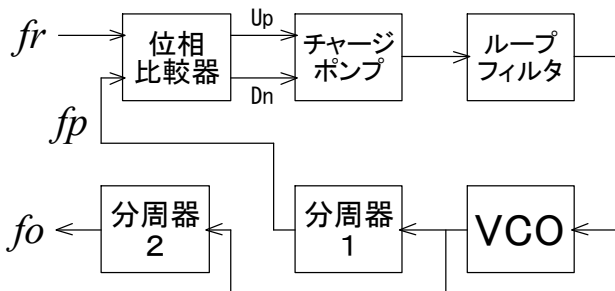 fr
位相
比較器
Up
Dn
チャージ
ポンプ
ループ
フィルタ
fp
fo
分周器
2
分周器
1
VCO